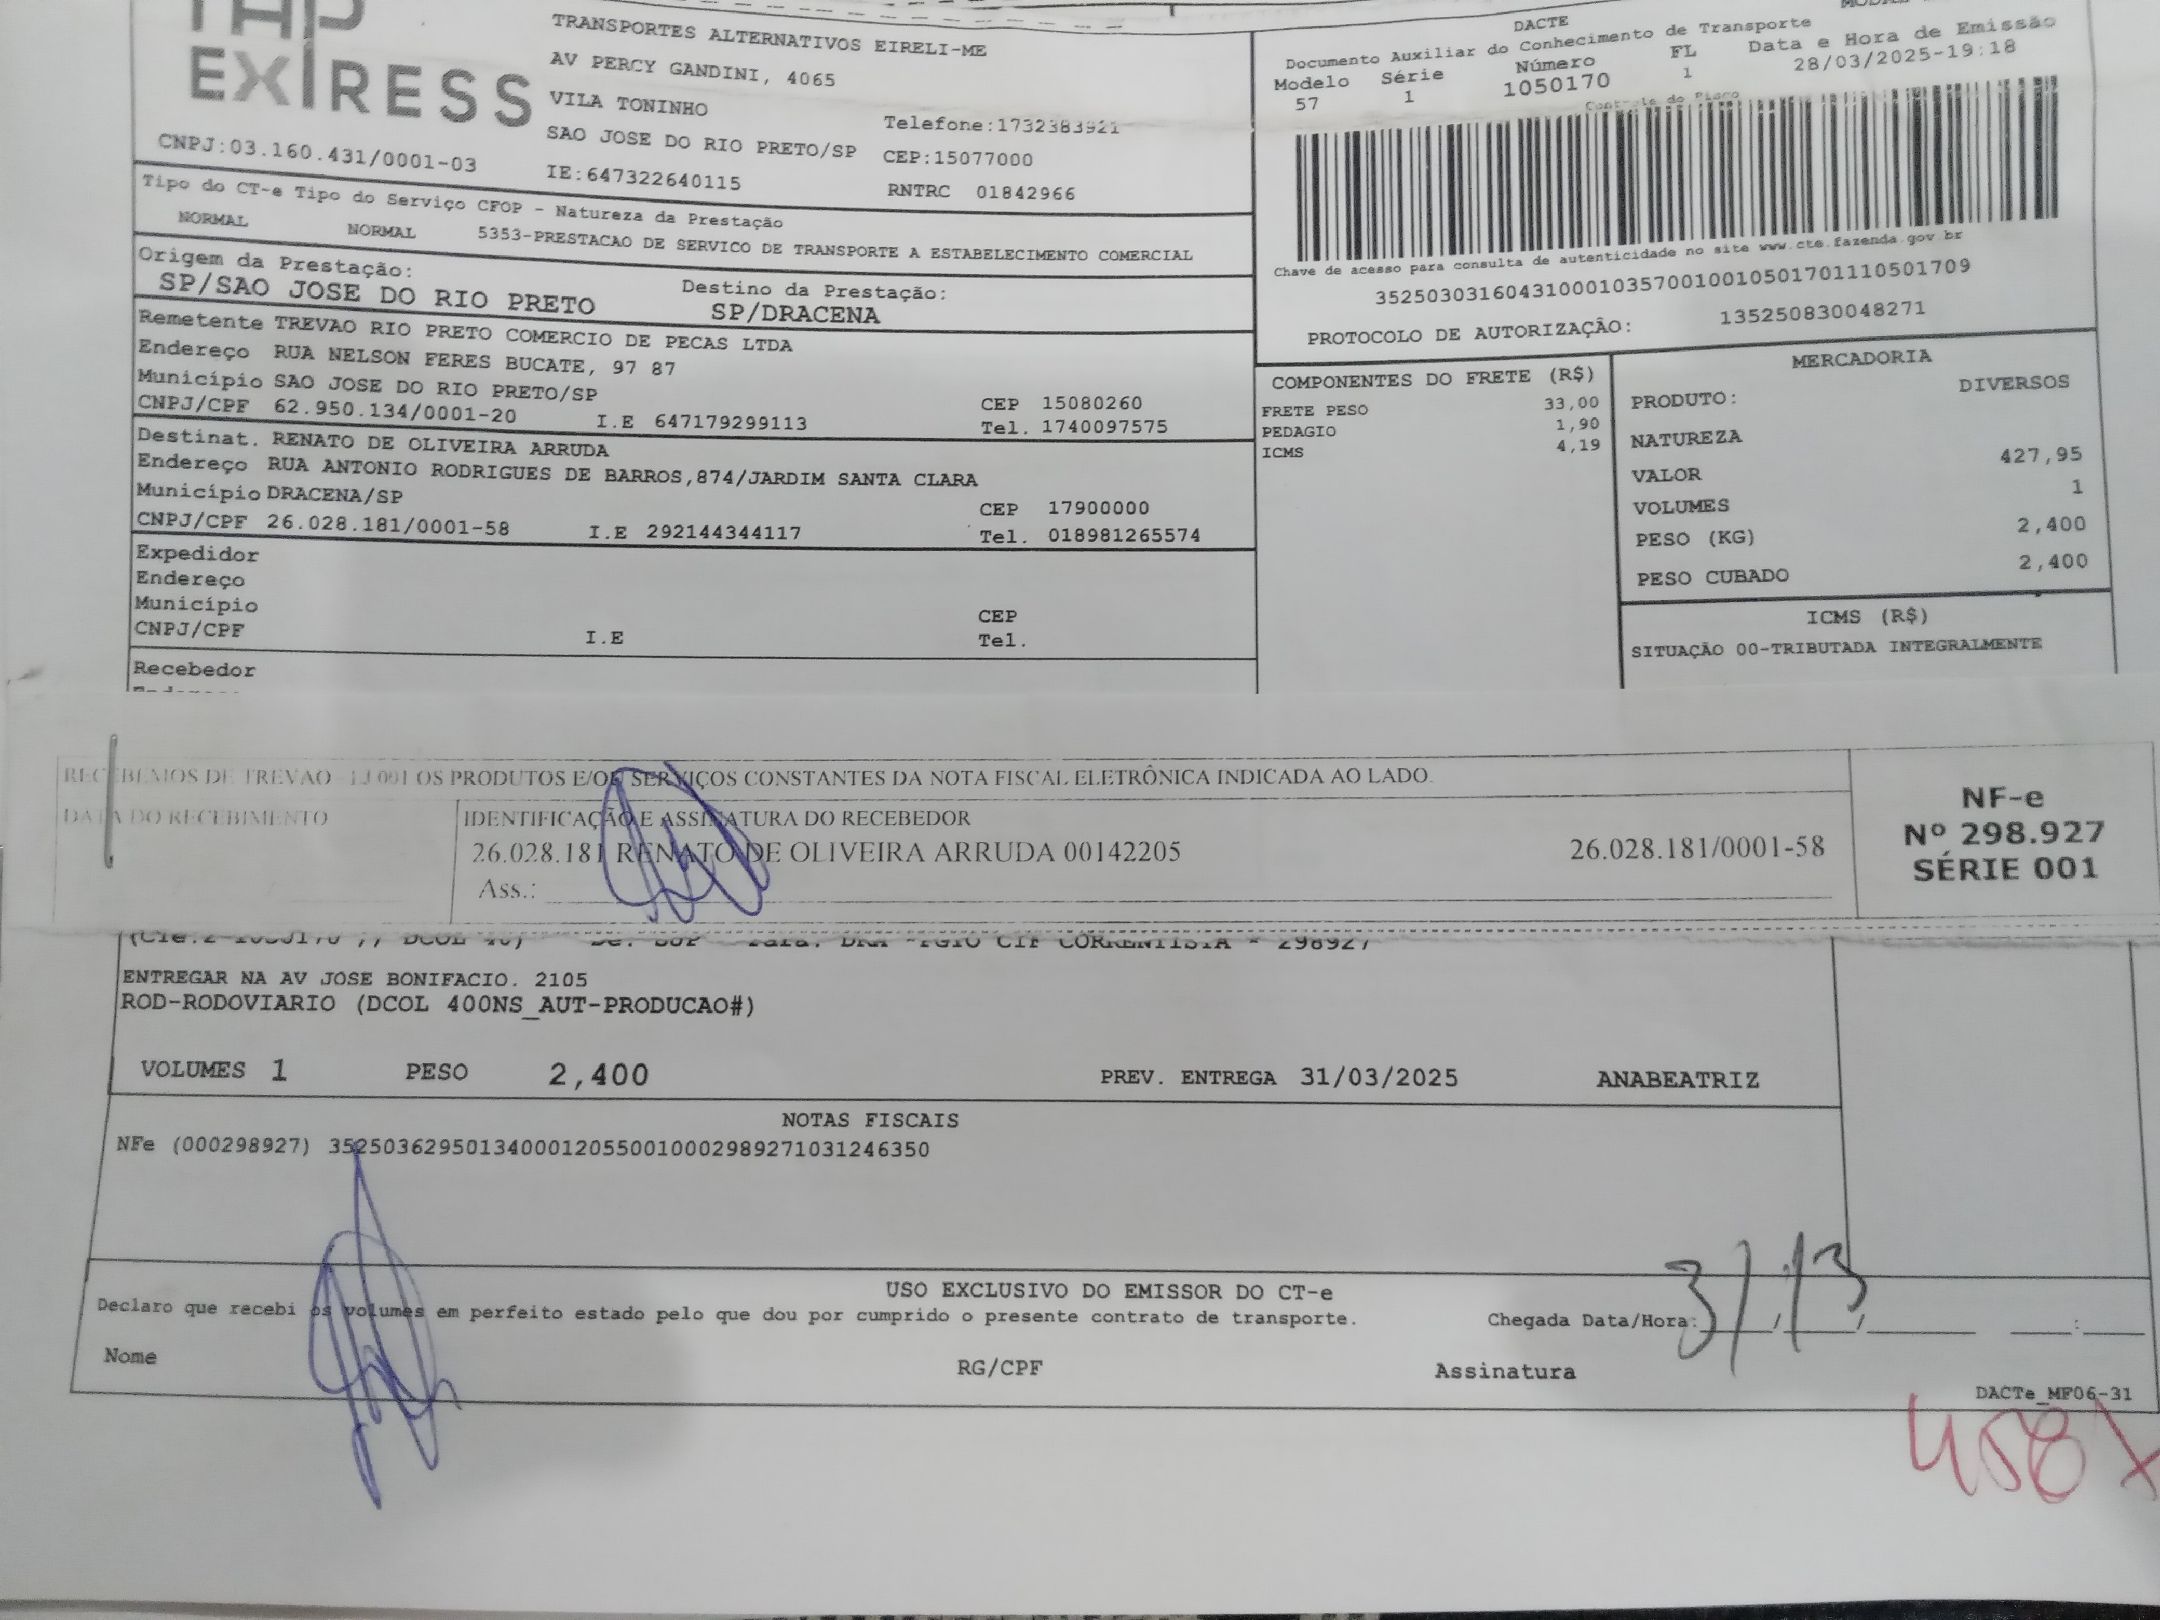 EXPRESS
TRANSPORTES ALTERNATIVOS EIRELI-ME
AV PERCY GANDINI, 4065
VILA TONINHO
Telefone:1732383921
SAO JOSE DO RIO PRETO/SP CEP:15077000
CNPJ:03.160.431/0001-03
IE:647322640115 RNTRC 01842966
DACTE
Documento Auxiliar do Conhecimento de Transporte
Modelo Série Número FL Data e Hora de Emissão
57 1 1050170 1 28/03/2025-19:18
Controle do Fisco
Chave de acesso para consulta de autenticidade no site www.cte.fazenda.gov.br
35250303160431000103570010010501701110501709
PROTOCOLO DE AUTORIZAÇÃO: 135250830048271
Tipo do CT-e Tipo do Serviço CFOP - Natureza da Prestação
NORMAL NORMAL 5353-PRESTACAO DE SERVICO DE TRANSPORTE A ESTABELECIMENTO COMERCIAL
Origem da Prestação: Destino da Prestação:
SP/SAO JOSE DO RIO PRETO SP/DRACENA
Remetente TREVAO RIO PRETO COMERCIO DE PECAS LTDA
Endereço RUA NELSON FERES BUCATE, 97 87
Município SAO JOSE DO RIO PRETO/SP CEP 15080260
CNPJ/CPF 62.950.134/0001-20 I.E 647179299113 Tel. 1740097575
Destinat. RENATO DE OLIVEIRA ARRUDA
Endereço RUA ANTONIO RODRIGUES DE BARROS,874/JARDIM SANTA CLARA
Município DRACENA/SP CEP 17900000
CNPJ/CPF 26.028.181/0001-58 I.E 292144344117 Tel. 018981265574
Expedidor
Endereço
Município CEP
CNPJ/CPF I.E Tel.
Recebedor
COMPONENTES DO FRETE (R$)
FRETE PESO 33,00
PEDAGIO 1,90
ICMS 4,19
MERCADORIA
PRODUTO: DIVERSOS
NATUREZA
VALOR 427,95
VOLUMES 1
PESO (KG) 2,400
PESO CUBADO 2,400
ICMS (R$)
SITUAÇÃO 00-TRIBUTADA INTEGRALMENTE
RECEBEMOS DE TREVAO - LJ 001 OS PRODUTOS E/OU SERVIÇOS CONSTANTES DA NOTA FISCAL ELETRÔNICA INDICADA AO LADO.
DATA DO RECEBIMENTO IDENTIFICAÇÃO E ASSINATURA DO RECEBEDOR
26.028.181 RENATO DE OLIVEIRA ARRUDA 00142205 26.028.181/0001-58
Ass.:
NF-e
Nº 298.927
SÉRIE 001
CIF CORRENTISTA - 298927
ENTREGAR NA AV JOSE BONIFACIO. 2105
ROD-RODOVIARIO (DCOL 400NS_AUT-PRODUCAO#)
VOLUMES 1 PESO 2,400 PREV. ENTREGA 31/03/2025 ANABEATRIZ
NOTAS FISCAIS
NFe (000298927) 35250362950134000120550010002989271031246350
USO EXCLUSIVO DO EMISSOR DO CT-e
Declaro que recebi os volumes em perfeito estado pelo que dou por cumprido o presente contrato de transporte. Chegada Data/Hora: 31/13
Nome RG/CPF Assinatura
DACTe_MF06-31